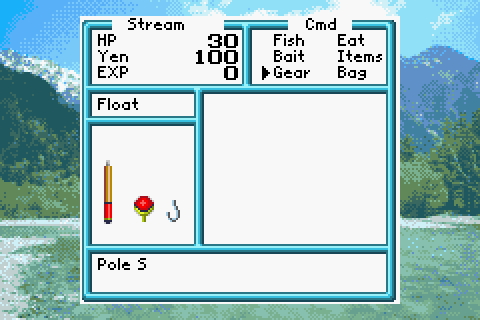 Stream
HP 30
Yen 100
EXP 0
Cmd
Fish Eat
Bait Items
Gear Bag
Float
Pole S